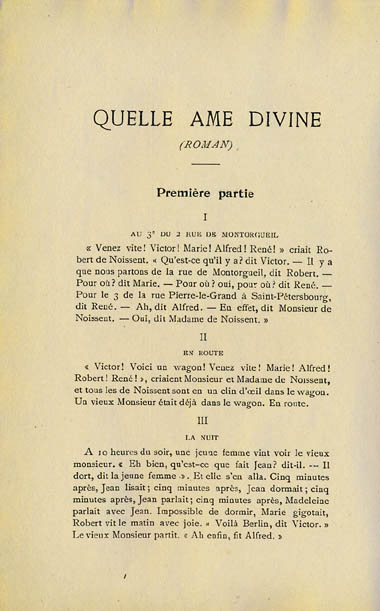 QUELLE AME DIVINE
(ROMAN)
Première partie
I
AU 3e DU 2 RUE DE MONTORGUEIL
« Venez vite! Victor! Marie! Alfred! René! » criait Ro-
bert de Noissent. « Qu'est-ce qu'il y a? dit Victor. — Il y a
que nous partons de la rue de Montorgueil, dit Robert. —
Pour où? dit Marie. — Pour où? oui, pour où? dit René. —
Pour le 3 de la rue Pierre-le-Grand à Saint-Pétersbourg,
dit René. — Ah, dit Alfred. — En effet, dit Monsieur de
Noissent. — Oui, dit Madame de Noissent. »
II
EN ROUTE
« Victor! Voici un wagon! Venez vite! Marie! Alfred!
Robert! René! », criaient Monsieur et Madame de Noissent,
et tous les de Noissent sont en un clin d'œil dans le wagon.
Un vieux Monsieur était déjà dans le wagon. En route.
III
LA NUIT
A 10 heures du soir, une jeune femme vint voir le vieux
monsieur. « Eh bien, qu'est-ce que fait Jean? dit-il. — Il
dort, dit la jeune femme ». Et elle s'en alla. Cinq minutes
après, Jean lisait; cinq minutes après, Jean dormait; cinq
minutes après, Jean parlait; cinq minutes après, Madeleine
parlait avec Jean. Impossible de dormir, Marie gigotait,
Robert vit le matin avec joie. « Voilà Berlin, dit Victor. »
Le vieux Monsieur partit. « Ah enfin, fit Alfred. »